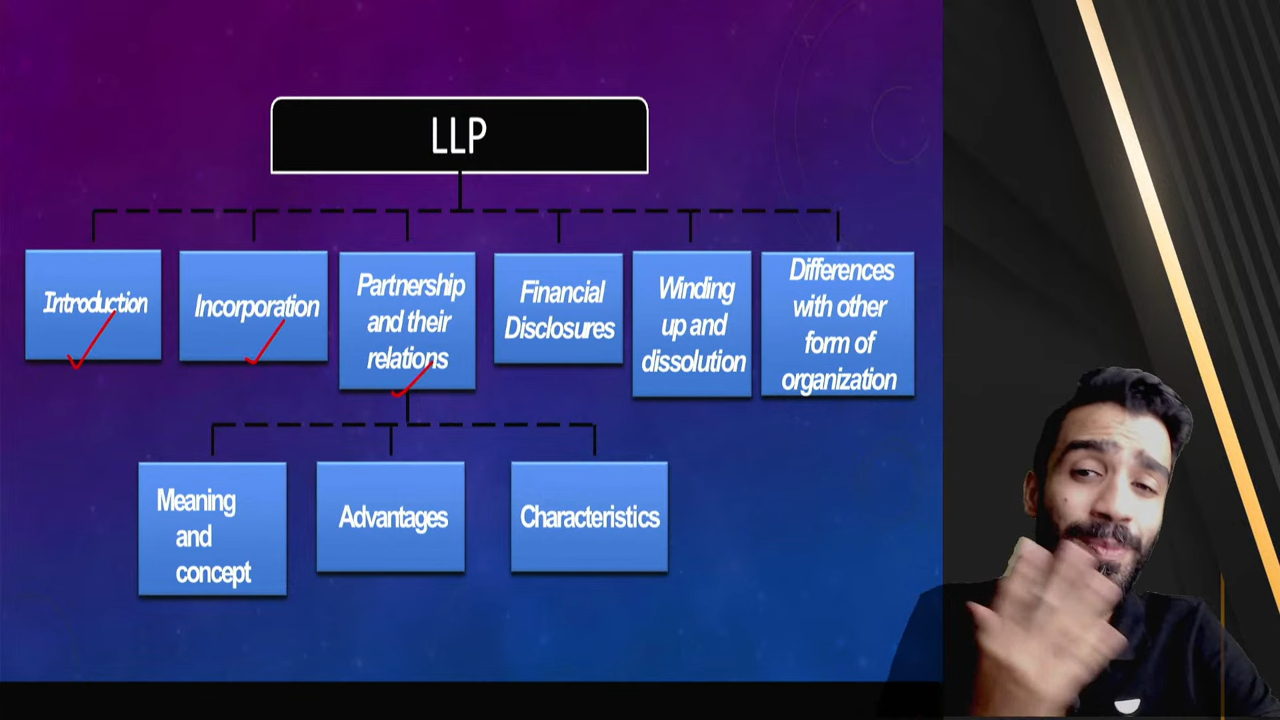 LLP
Introduction
Incorporation
Partnership
and their
relations
Financial
Disclosures
Winding
up and
dissolution
Differences
with other
form of
organization
Meaning
and
concept
Advantages
Characteristics